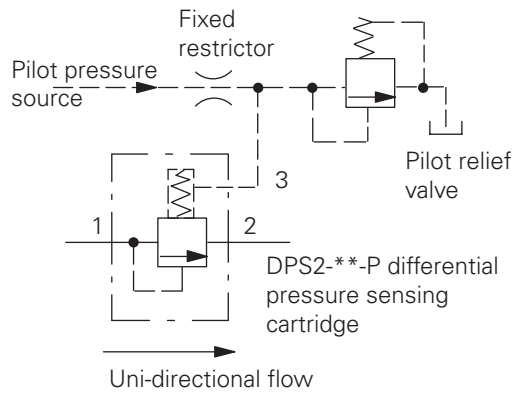 Fixed
restrictor
Pilot pressure
source
Pilot relief
valve
3
1
2
DPS2-**-P differential
pressure sensing
cartridge
Uni-directional flow